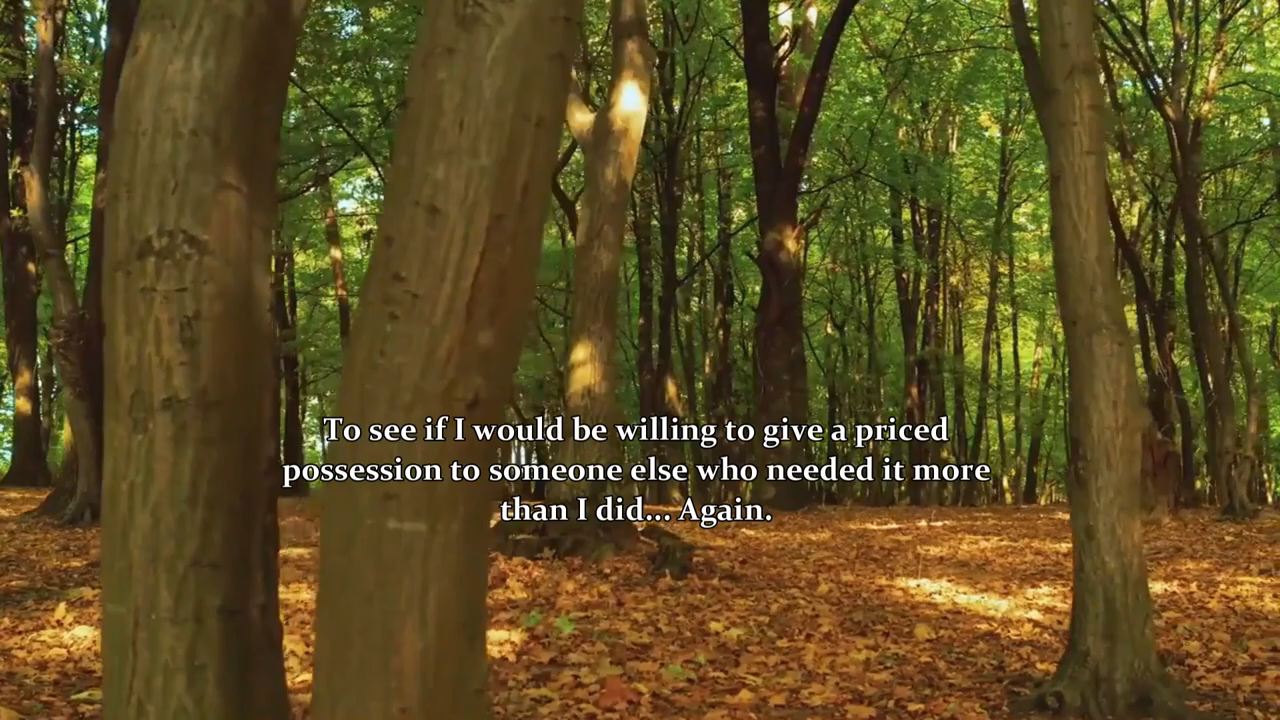 To see if I would be willing to give a priced
possession to someone else who needed it more
than I did... Again.